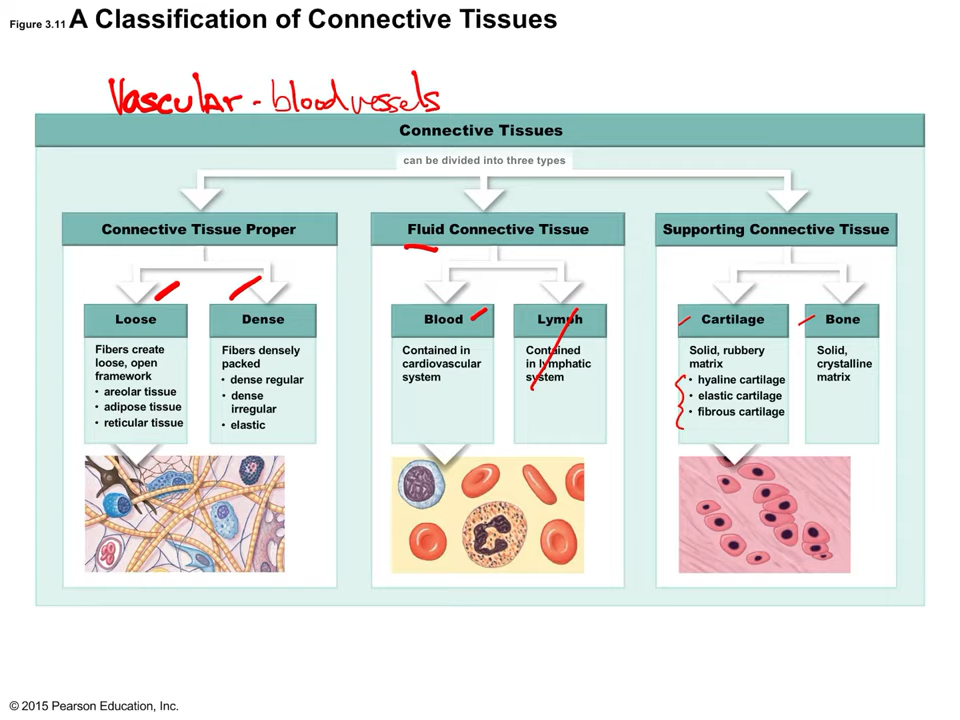 Figure 3.11 A Classification of Connective Tissues
Vascular - blood vessels
Connective Tissues
can be divided into three types
Connective Tissue Proper
Loose
Fibers create
loose, open
framework
• areolar tissue
• adipose tissue
• reticular tissue
Dense
Fibers densely
packed
• dense regular
• dense
irregular
• elastic
Fluid Connective Tissue
Blood
Contained in
cardiovascular
system
Lymph
Contained
in lymphatic
system
Supporting Connective Tissue
Cartilage
Solid, rubbery
matrix
• hyaline cartilage
• elastic cartilage
• fibrous cartilage
Bone
Solid,
crystalline
matrix
© 2015 Pearson Education, Inc.